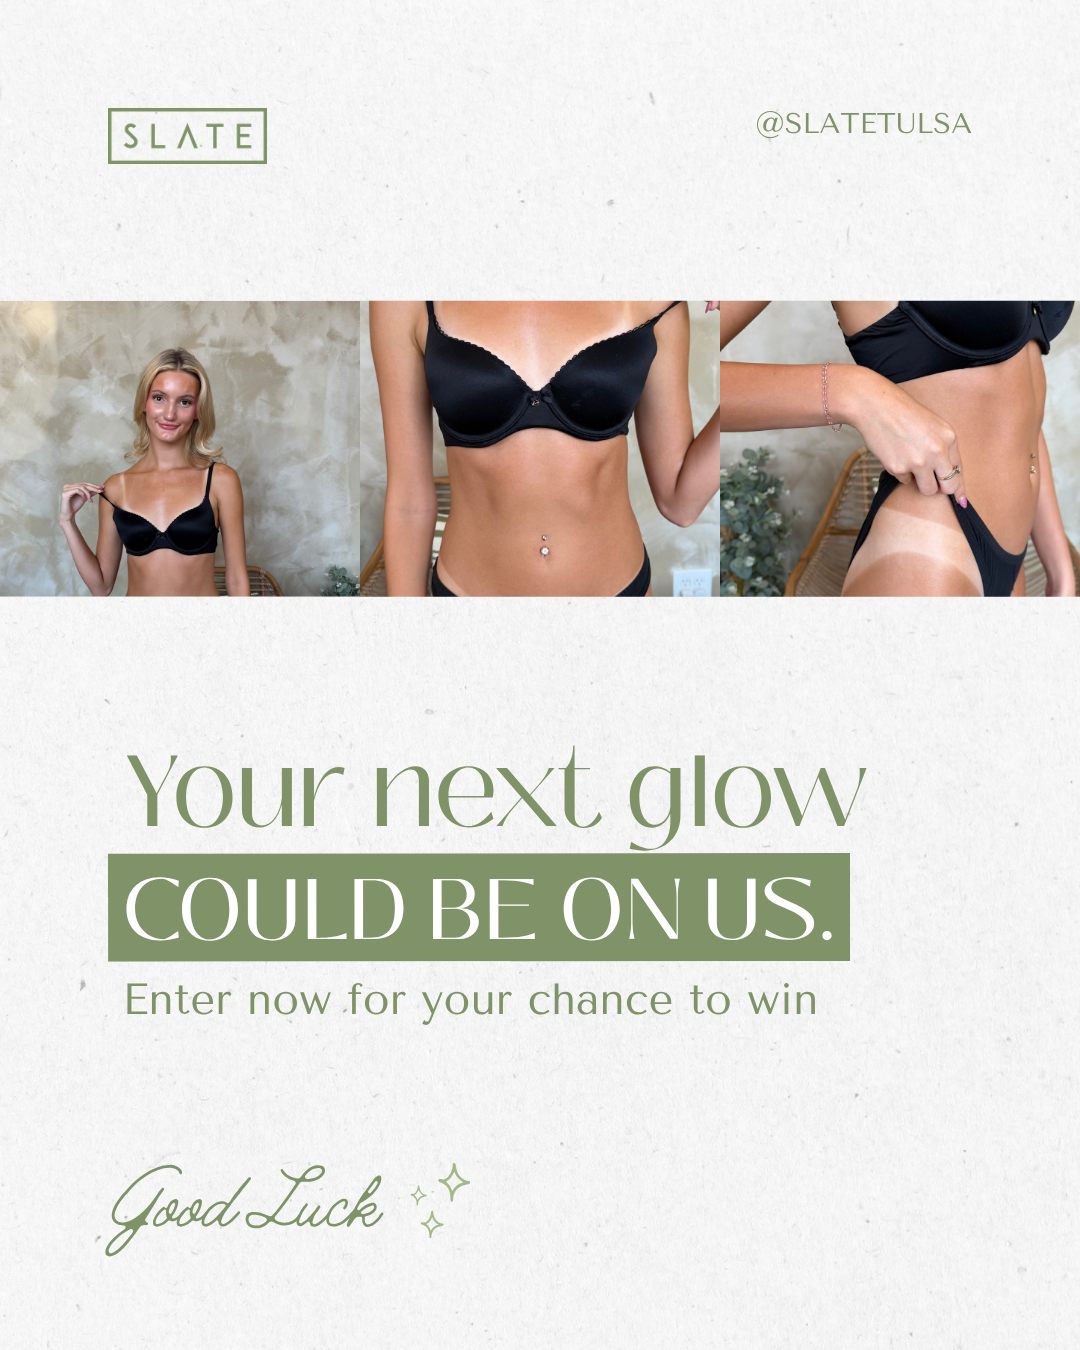 SLATE
@SLATETULSA
Your next glow
COULD BE ON US.
Enter now for your chance to win
Good Luck